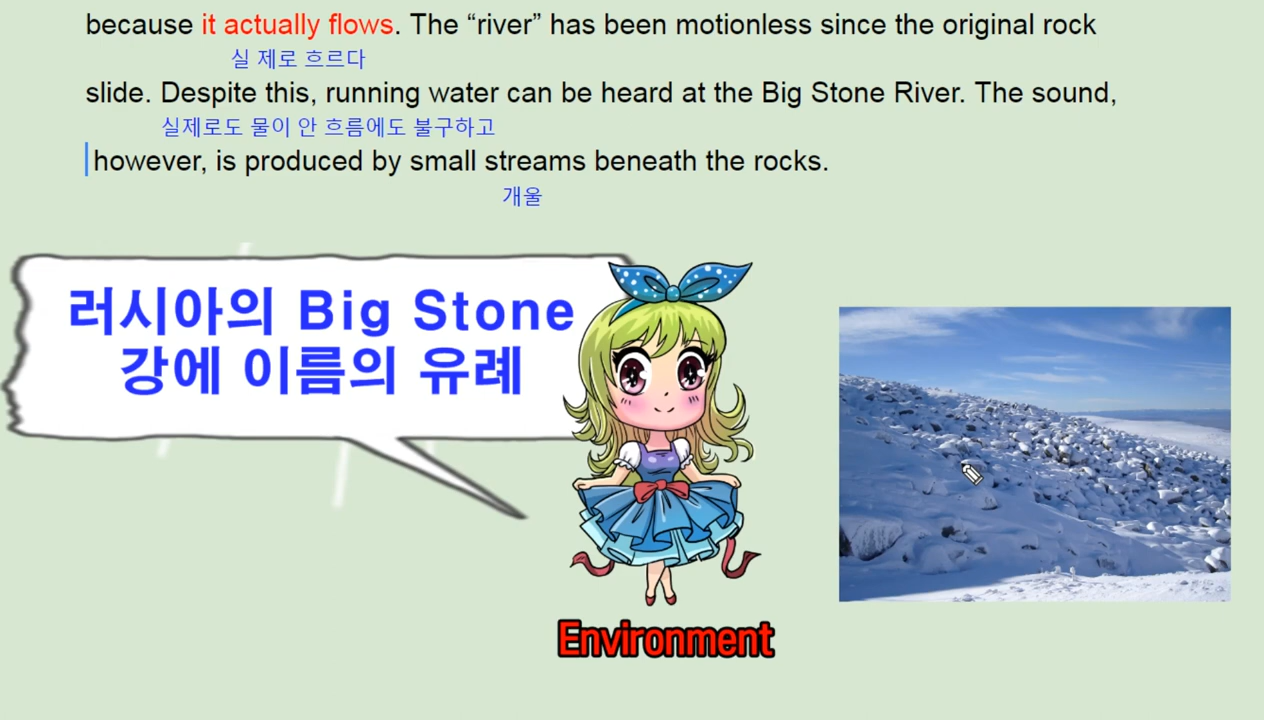 because it actually flows. The “river” has been motionless since the original rock
실 제로 흐르다
slide. Despite this, running water can be heard at the Big Stone River. The sound,
실제로도 물이 안 흐름에도 불구하고
however, is produced by small streams beneath the rocks.
개울
러시아의 Big Stone
강에 이름의 유례
Environment